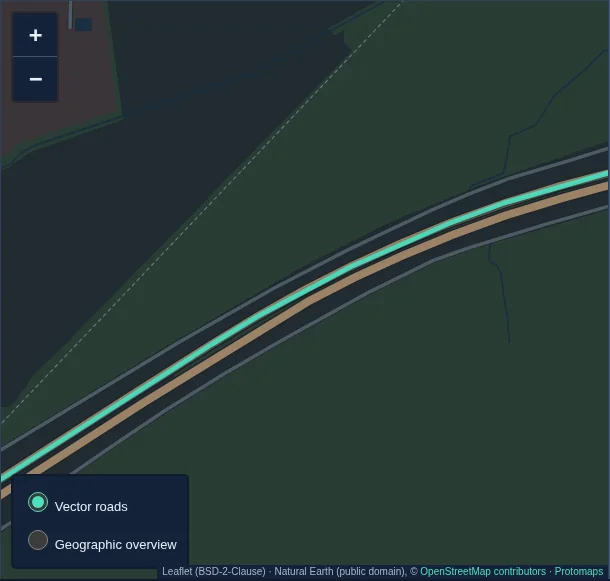 +
−
Vector roads
Geographic overview
Leaflet (BSD-2-Clause) · Natural Earth (public domain), © OpenStreetMap contributors · Protomaps